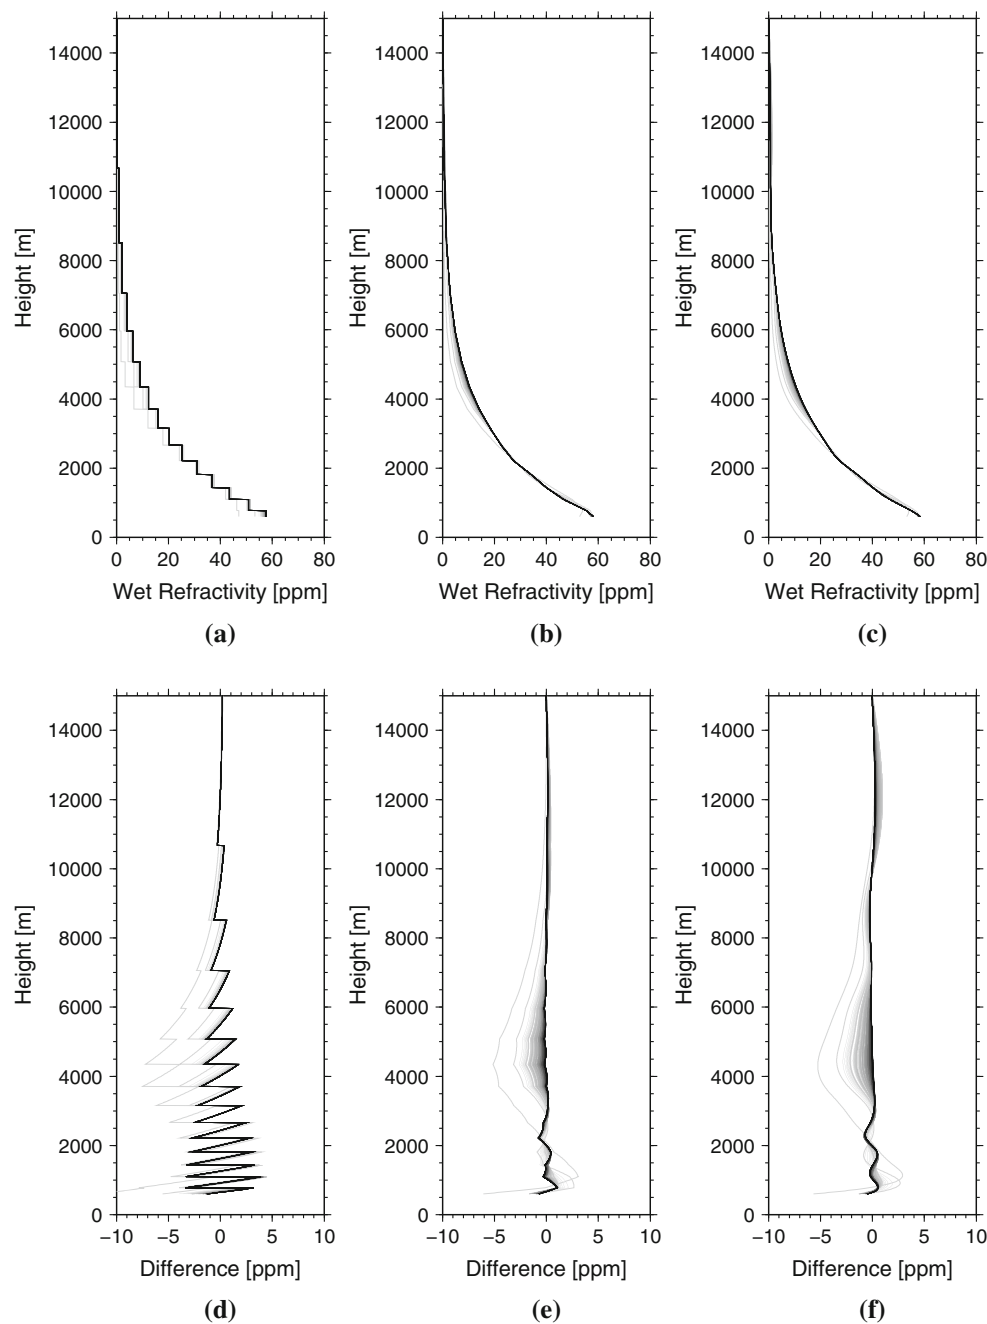 14000 14000 14000
12000 12000 12000
10000 10000 10000
8000 8000 8000
6000 6000 6000
4000 4000 4000
2000 2000 2000
0 0 0
Height [m] Height [m] Height [m]
0 20 40 60 80 0 20 40 60 80 0 20 40 60 80
Wet Refractivity [ppm] Wet Refractivity [ppm] Wet Refractivity [ppm]
(a) (b) (c)
14000 14000 14000
12000 12000 12000
10000 10000 10000
8000 8000 8000
6000 6000 6000
4000 4000 4000
2000 2000 2000
0 0 0
Height [m] Height [m] Height [m]
−10 −5 0 5 10 −10 −5 0 5 10 −10 −5 0 5 10
Difference [ppm] Difference [ppm] Difference [ppm]
(d) (e) (f)